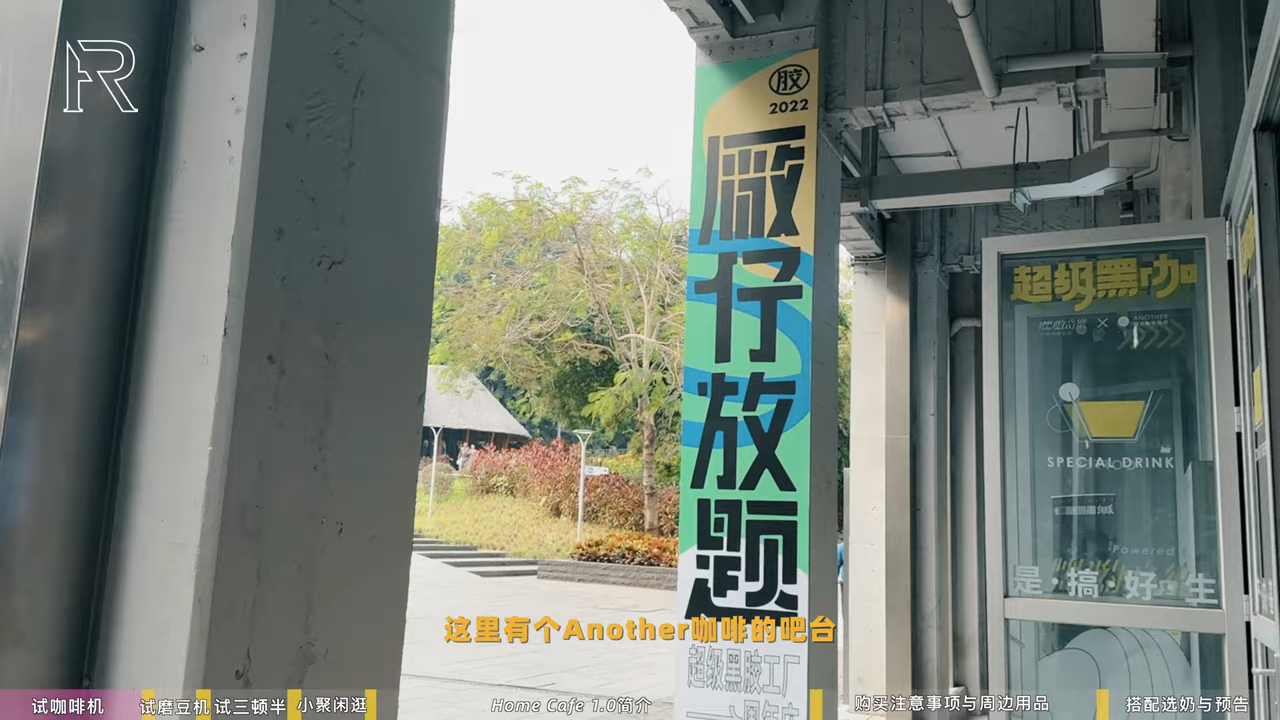 胶
2022
厰仔放题
超级黑胶工厂
超级黑咖
ANOTHER
SPECIAL DRINK
Powered
是·搞·好·生
这里有个Another咖啡的吧台
试咖啡机
试磨豆机
试三顿半
小聚闲逛
Home Cafe 1.0简介
购买注意事项与周边用品
搭配选奶与预告